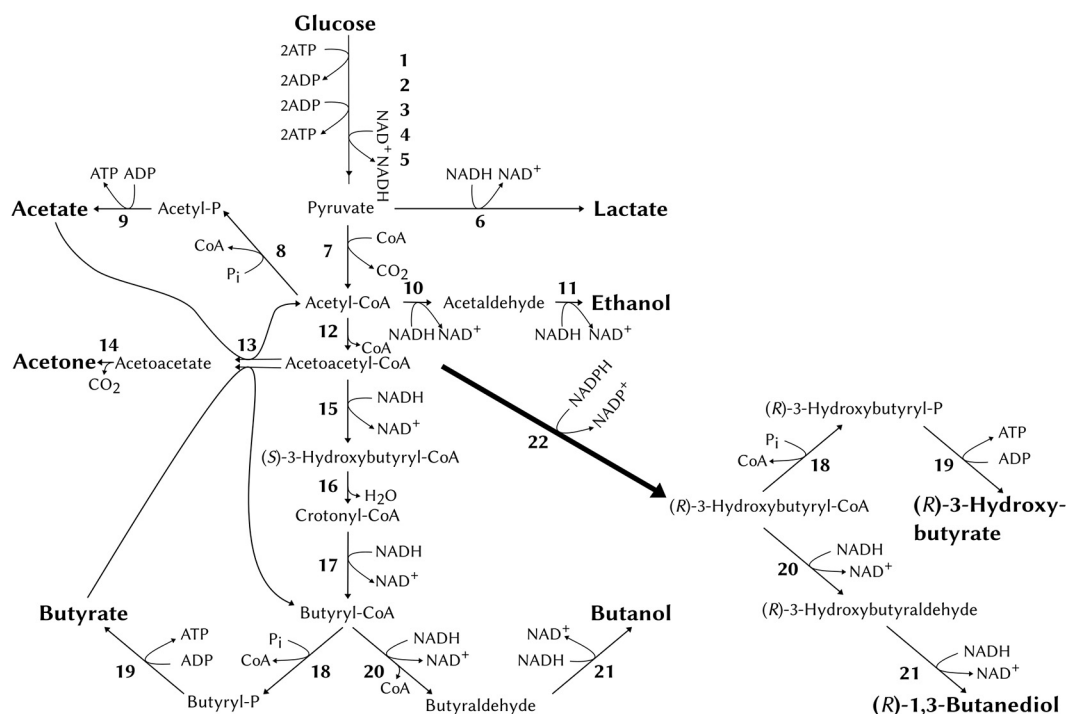 Glucose
2ATP
1
2ADP
2
2ADP
3
2ATP
4
5
NAD+
NADH
ATP ADP
NADH NAD+
Acetate
9
Acetyl-P
Pyruvate
6
Lactate
CoA
8
Pi
7
CoA
CO2
10
11
Acetyl-CoA
Acetaldehyde
Ethanol
12
NADH NAD+
NADH NAD+
CoA
14
13
Acetone
Acetoacetate
Acetoacetyl-CoA
CO2
NADPH
NADP+
22
15
NADH
NAD+
(S)-3-Hydroxybutyryl-CoA
16
H2O
Crotonyl-CoA
(R)-3-Hydroxybutyryl-P
Pi
CoA
18
19
ATP
ADP
(R)-3-Hydroxybutyryl-CoA
(R)-3-Hydroxy-
butyrate
17
NADH
NAD+
20
NADH
NAD+
Butyrate
Butyryl-CoA
Butanol
(R)-3-Hydroxybutyraldehyde
ATP
ADP
19
Pi
CoA
18
NADH
NAD+
20
CoA
NAD+
NADH
21
NADH
NAD+
21
Butyryl-P
Butyraldehyde
(R)-1,3-Butanediol